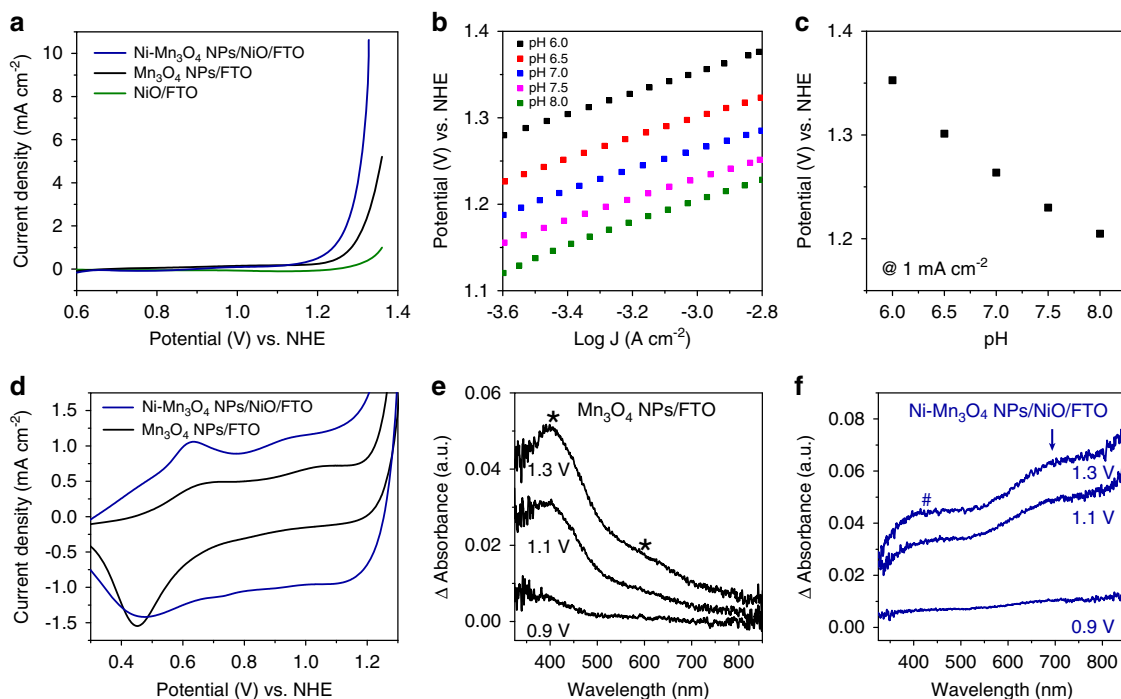 a
Ni-Mn₃O₄ NPs/NiO/FTO
Mn₃O₄ NPs/FTO
NiO/FTO
Current density (mA cm⁻²)
10
8
6
4
2
0
0.6 0.8 1.0 1.2 1.4
Potential (V) vs. NHE
b
pH 6.0
pH 6.5
pH 7.0
pH 7.5
pH 8.0
Potential (V) vs. NHE
1.4
1.3
1.2
1.1
-3.6 -3.4 -3.2 -3.0 -2.8
Log J (A cm⁻²)
c
Potential (V) vs. NHE
1.4
1.3
1.2
@ 1 mA cm⁻²
6.0 6.5 7.0 7.5 8.0
pH
d
Ni-Mn₃O₄ NPs/NiO/FTO
Mn₃O₄ NPs/FTO
Current density (mA cm⁻²)
1.5
1.0
0.5
0.0
-0.5
-1.0
-1.5
0.4 0.6 0.8 1.0 1.2
Potential (V) vs. NHE
e
Mn₃O₄ NPs/FTO
*
*
1.3 V
1.1 V
0.9 V
Δ Absorbance (a.u.)
0.06
0.04
0.02
0.00
400 500 600 700 800
Wavelength (nm)
f
Ni-Mn₃O₄ NPs/NiO/FTO
#
1.3 V
1.1 V
0.9 V
Δ Absorbance (a.u.)
0.08
0.06
0.04
0.02
0.00
400 500 600 700 800
Wavelength (nm)